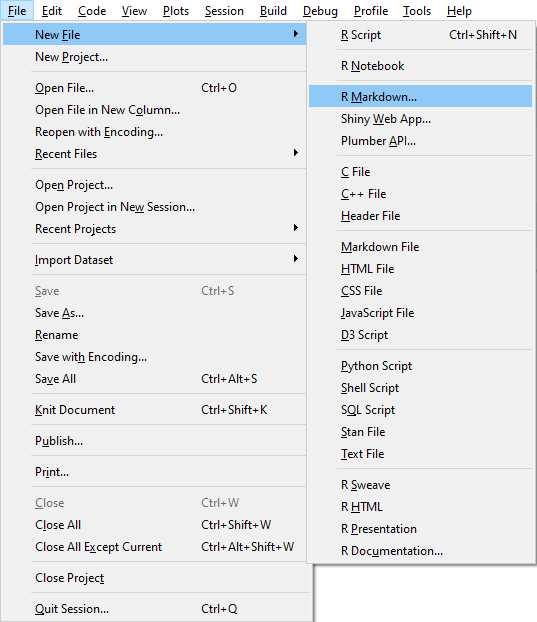 File Edit Code View Plots Session Build Debug Profile Tools Help
New File
New Project...
Open File... Ctrl+O
Open File in New Column...
Reopen with Encoding...
Recent Files
Open Project...
Open Project in New Session...
Recent Projects
Import Dataset
Save Ctrl+S
Save As...
Rename
Save with Encoding...
Save All Ctrl+Alt+S
Knit Document Ctrl+Shift+K
Publish...
Print...
Close Ctrl+W
Close All Ctrl+Shift+W
Close All Except Current Ctrl+Alt+Shift+W
Close Project
Quit Session... Ctrl+Q
R Script Ctrl+Shift+N
R Notebook
R Markdown...
Shiny Web App...
Plumber API...
C File
C++ File
Header File
Markdown File
HTML File
CSS File
JavaScript File
D3 Script
Python Script
Shell Script
SQL Script
Stan File
Text File
R Sweave
R HTML
R Presentation
R Documentation...